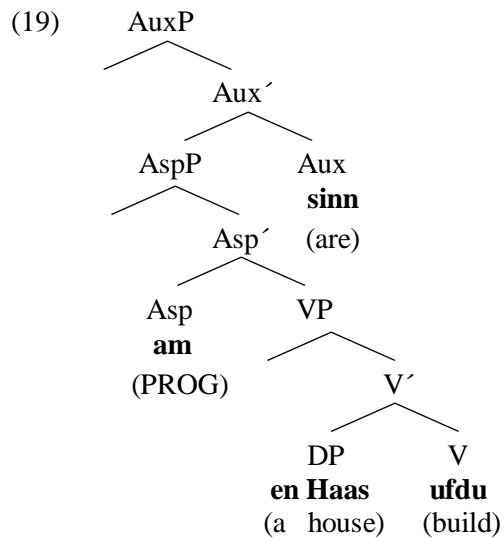 (19) AuxP
Aux´
AspP Aux
sinn
Asp´ (are)
Asp VP
am
(PROG) V´
DP V
en Haas ufdu
(a house) (build)